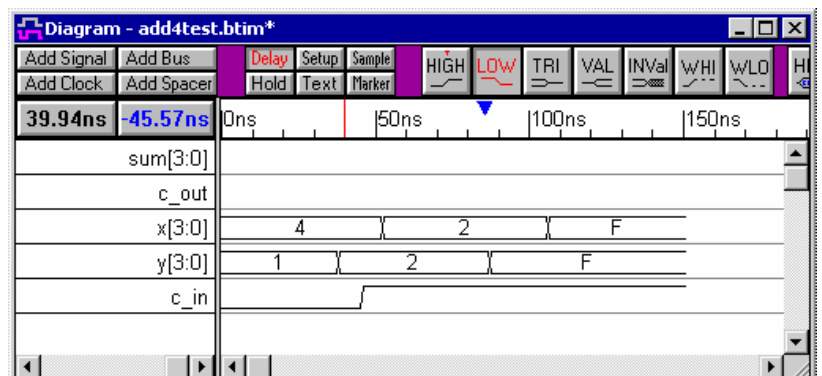 Diagram - add4test.btim*
Add Signal Add Bus Delay Setup Sample HIGH LOW TRI VAL INVal WHI WLO
Add Clock Add Spacer Hold Text Marker
39.94ns -45.57ns 0ns 50ns 100ns 150ns
sum[3:0]
c_out
x[3:0] 4 2 F
y[3:0] 1 2 F
c_in